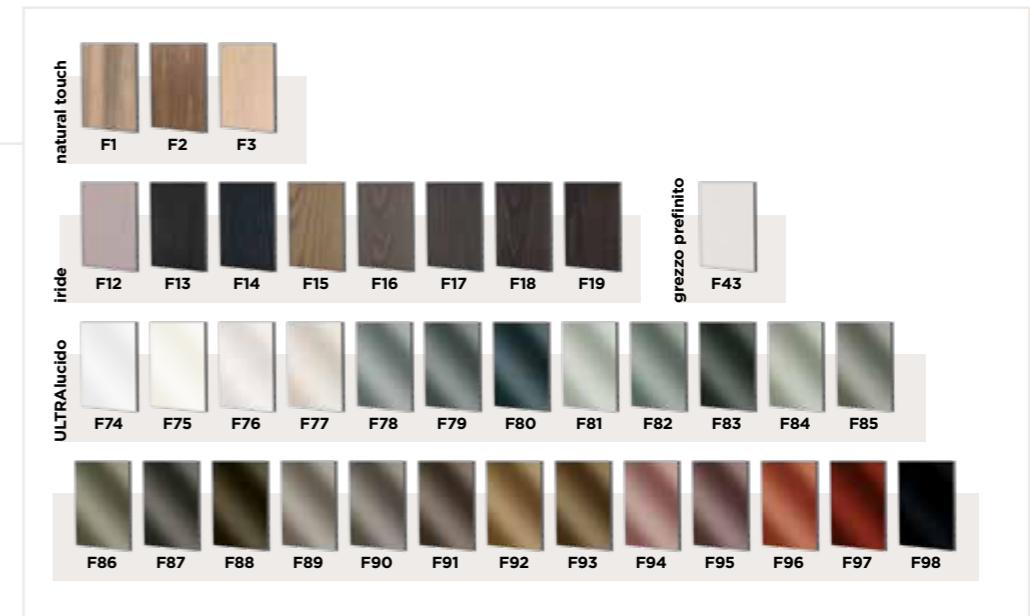 natural touch
F1 F2 F3
iride
F12 F13 F14 F15 F16 F17 F18 F19
grezzo prefinito
F43
ULTRAlucido
F74 F75 F76 F77 F78 F79 F80 F81 F82 F83 F84 F85
F86 F87 F88 F89 F90 F91 F92 F93 F94 F95 F96 F97 F98